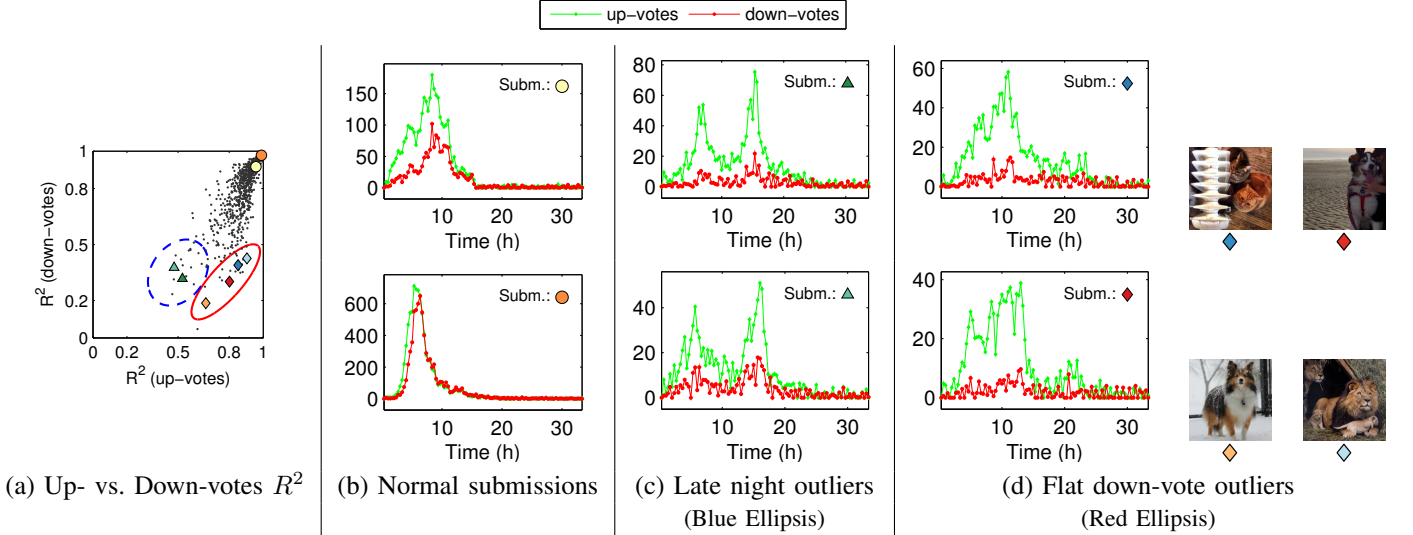 up−votes down−votes
1
0.8
0.5
0.2
0
0 0.2 0.5 0.8 1
R² (down−votes)
R² (up−votes)
150
100
50
0
10 20 30
Time (h)
Subm.:
600
400
200
0
10 20 30
Time (h)
Subm.:
80
60
40
20
0
10 20 30
Time (h)
Subm.:
40
20
0
10 20 30
Time (h)
Subm.:
60
40
20
0
10 20 30
Time (h)
Subm.:
40
20
0
10 20 30
Time (h)
Subm.:
(a) Up- vs. Down-votes R²
(b) Normal submissions
(c) Late night outliers
(Blue Ellipsis)
(d) Flat down-vote outliers
(Red Ellipsis)